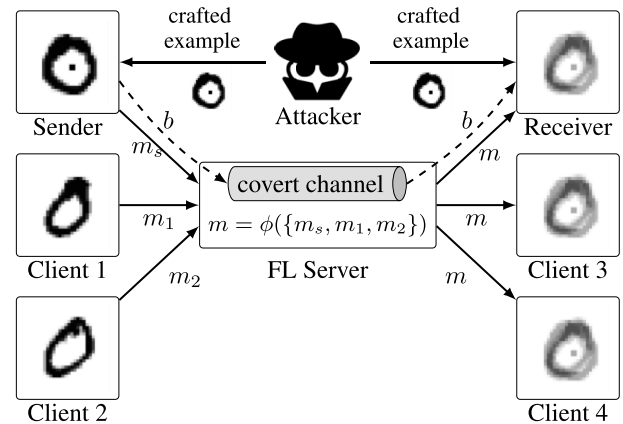 crafted
example
crafted
example
Attacker
Sender
Receiver
b
b
m_s
m
covert channel
m_1
m = ϕ({m_s, m_1, m_2})
m
Client 1
FL Server
Client 3
m_2
m
Client 2
Client 4